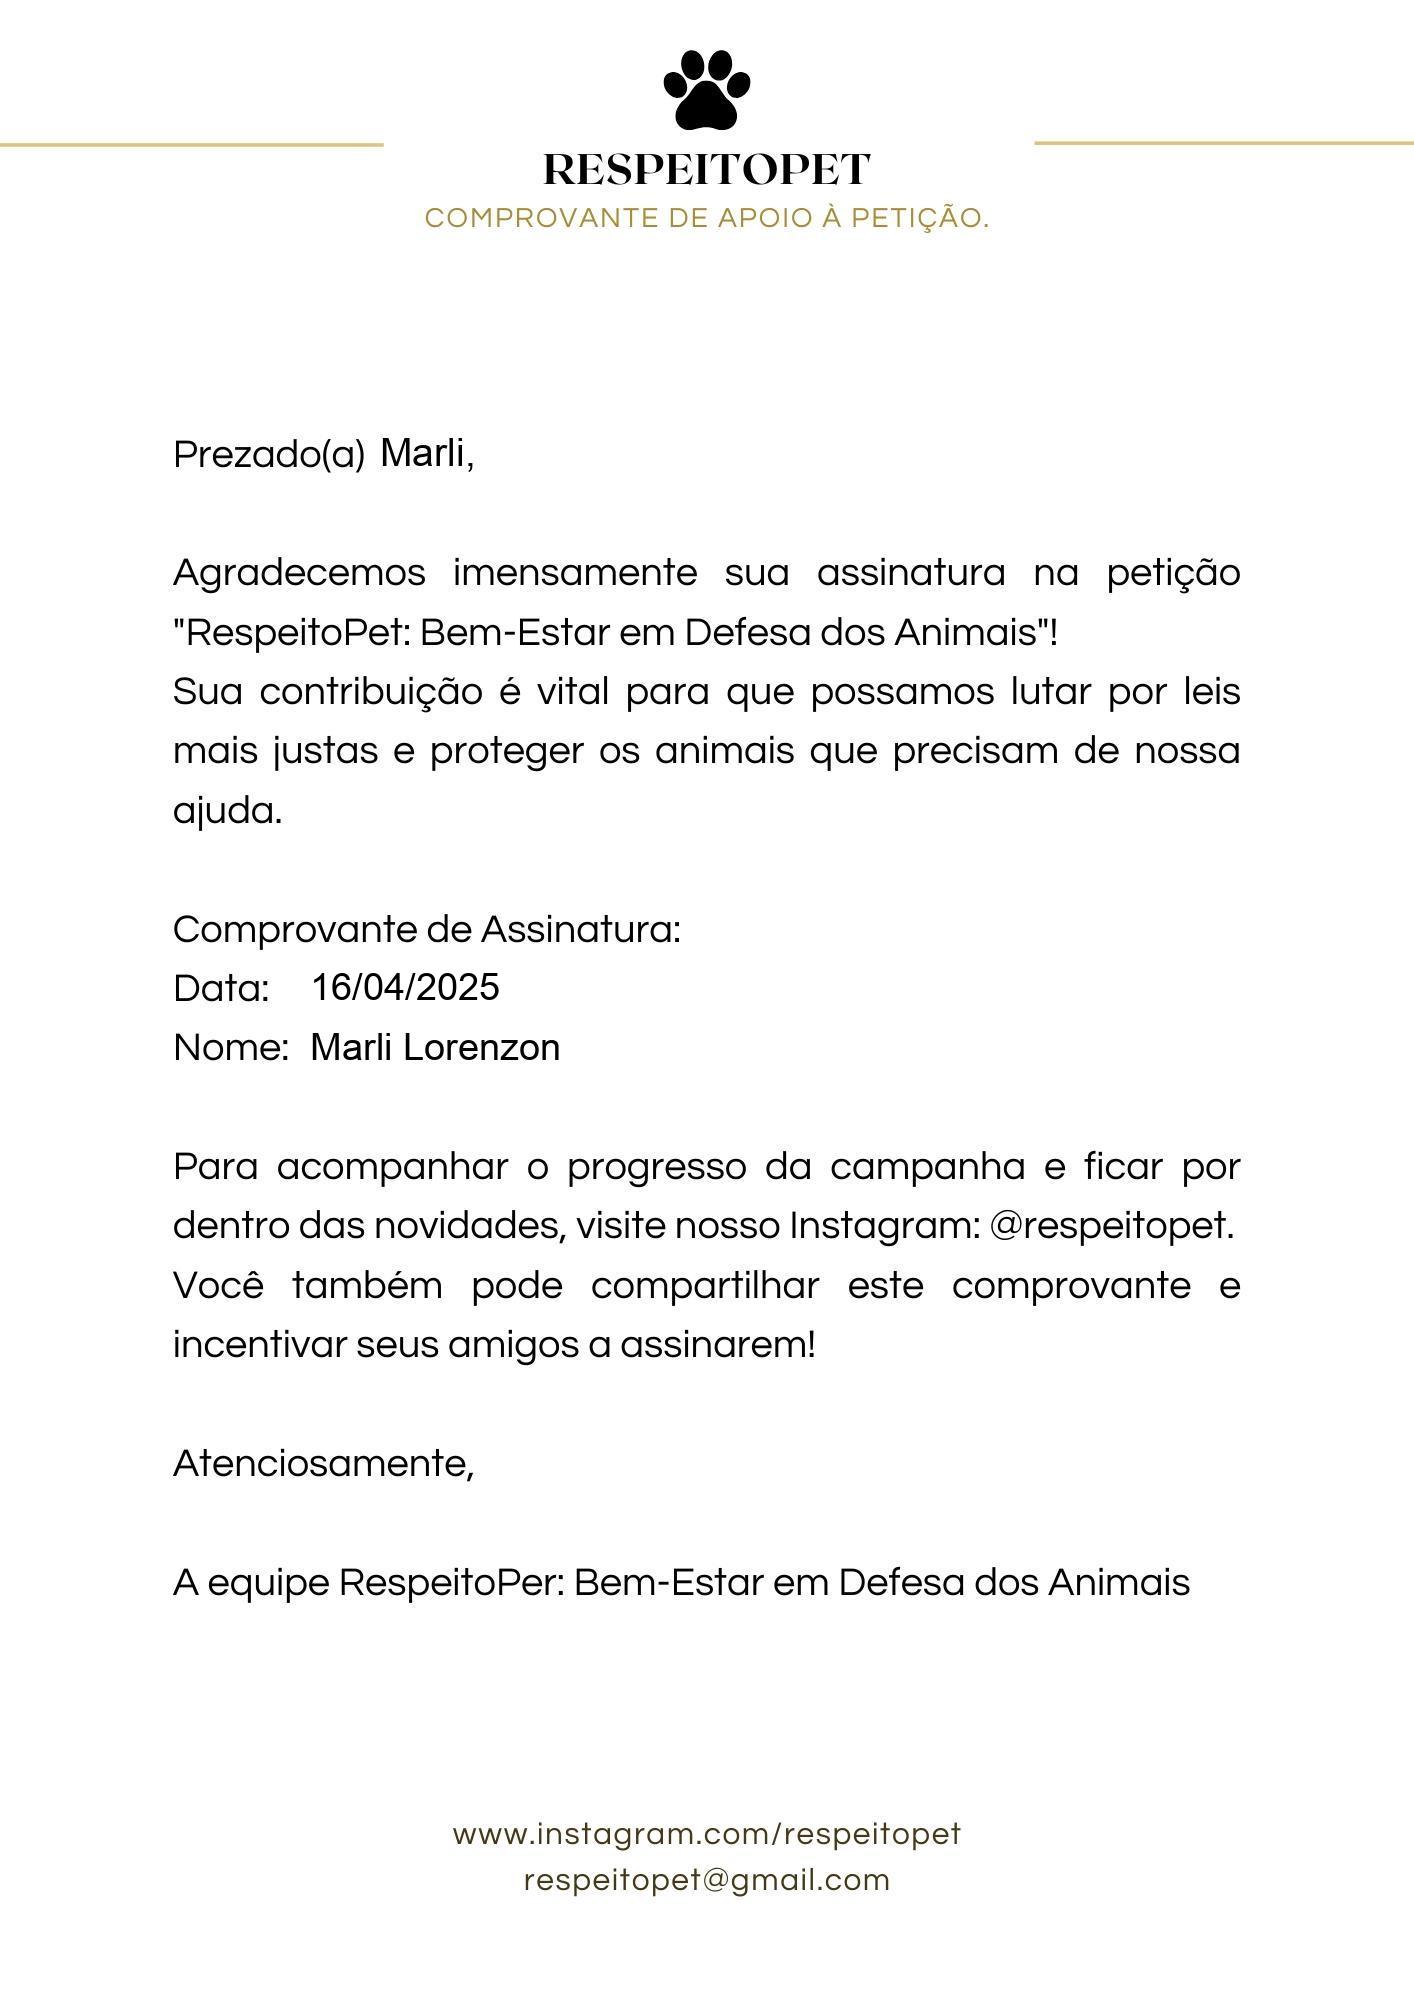 RESPEITOPET
COMPROVANTE DE APOIO À PETIÇÃO.
Prezado(a) Marli,
Agradecemos imensamente sua assinatura na petição
"RespeitoPet: Bem-Estar em Defesa dos Animais"!
Sua contribuição é vital para que possamos lutar por leis
mais justas e proteger os animais que precisam de nossa
ajuda.
Comprovante de Assinatura:
Data: 16/04/2025
Nome: Marli Lorenzon
Para acompanhar o progresso da campanha e ficar por
dentro das novidades, visite nosso Instagram: @respeitopet.
Você também pode compartilhar este comprovante e
incentivar seus amigos a assinarem!
Atenciosamente,
A equipe RespeitoPer: Bem-Estar em Defesa dos Animais
www.instagram.com/respeitopet
respeitopet@gmail.com